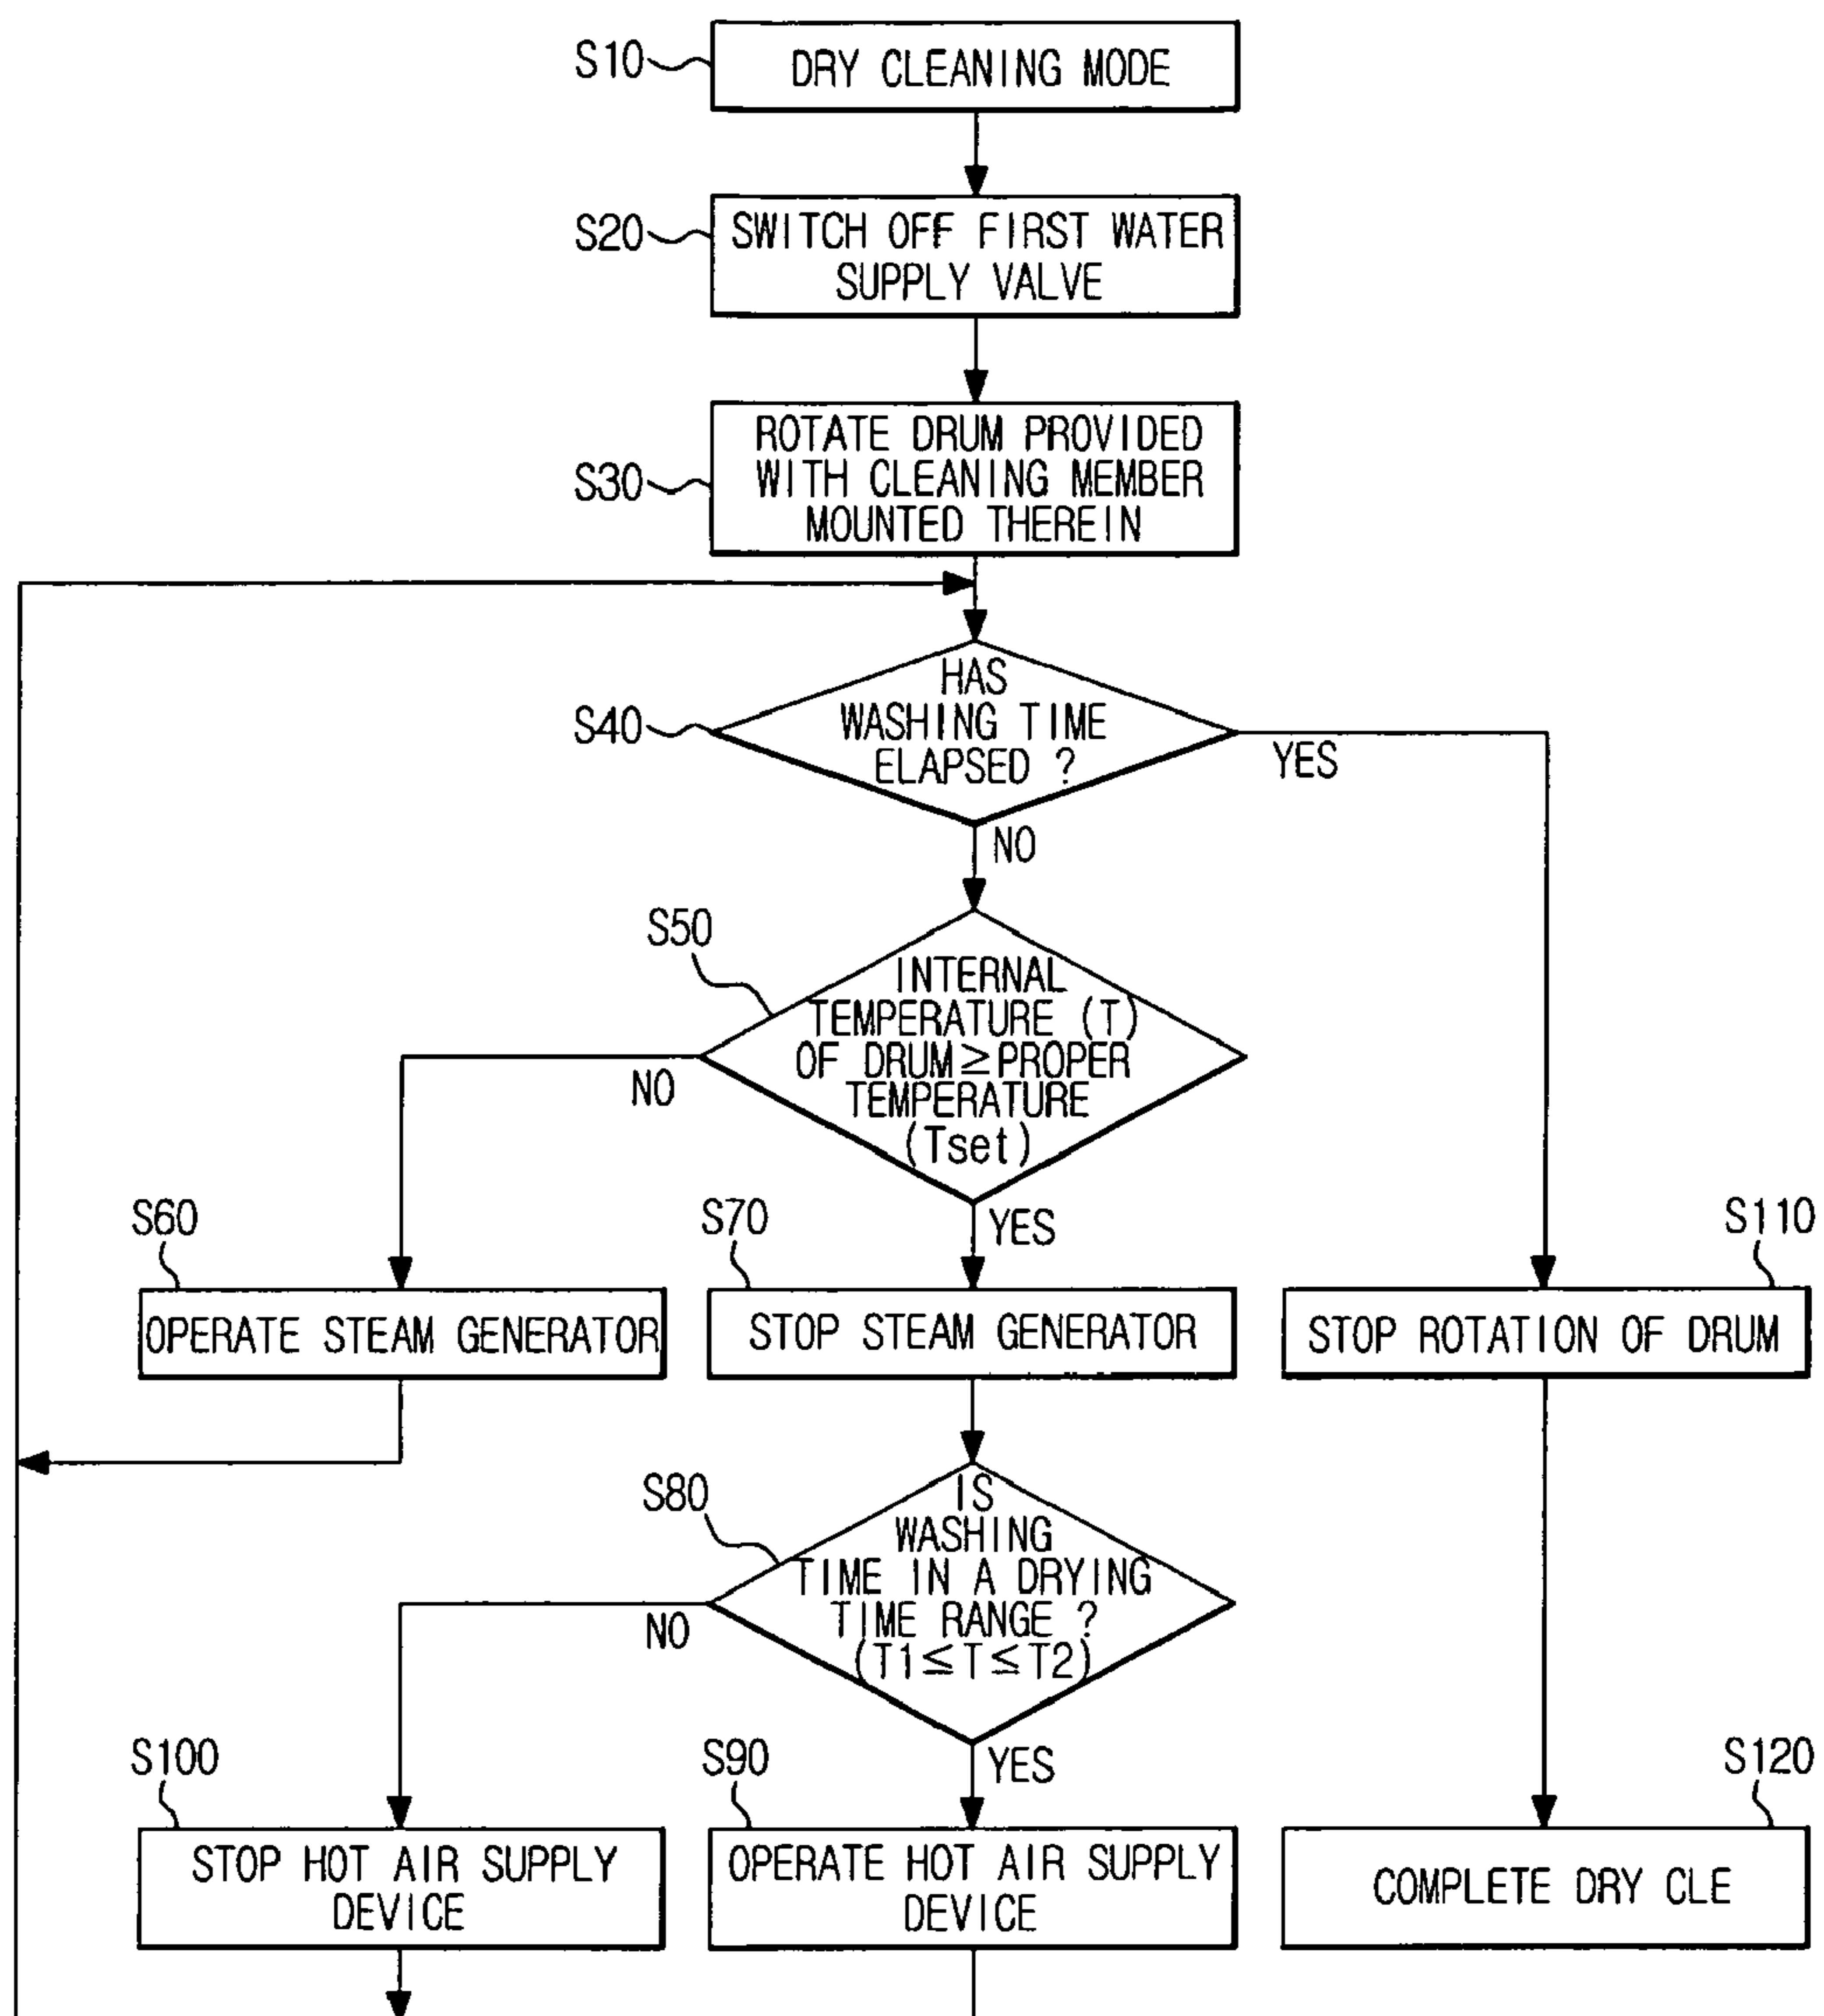 S10
DRY CLEANING MODE
S20
SWITCH OFF FIRST WATER
SUPPLY VALVE
S30
ROTATE DRUM PROVIDED
WITH CLEANING MEMBER
MOUNTED THEREIN
S40
HAS
WASHING TIME
ELAPSED ?
YES
NO
S50
INTERNAL
TEMPERATURE (T)
OF DRUM≧PROPER
TEMPERATURE
(Tset)
NO
YES
S60
OPERATE STEAM GENERATOR
S70
STOP STEAM GENERATOR
S110
STOP ROTATION OF DRUM
S80
IS
WASHING
TIME IN A DRYING
TIME RANGE ?
(T1≦T≦T2)
NO
YES
S100
STOP HOT AIR SUPPLY
DEVICE
S90
OPERATE HOT AIR SUPPLY
DEVICE
S120
COMPLETE DRY CLE